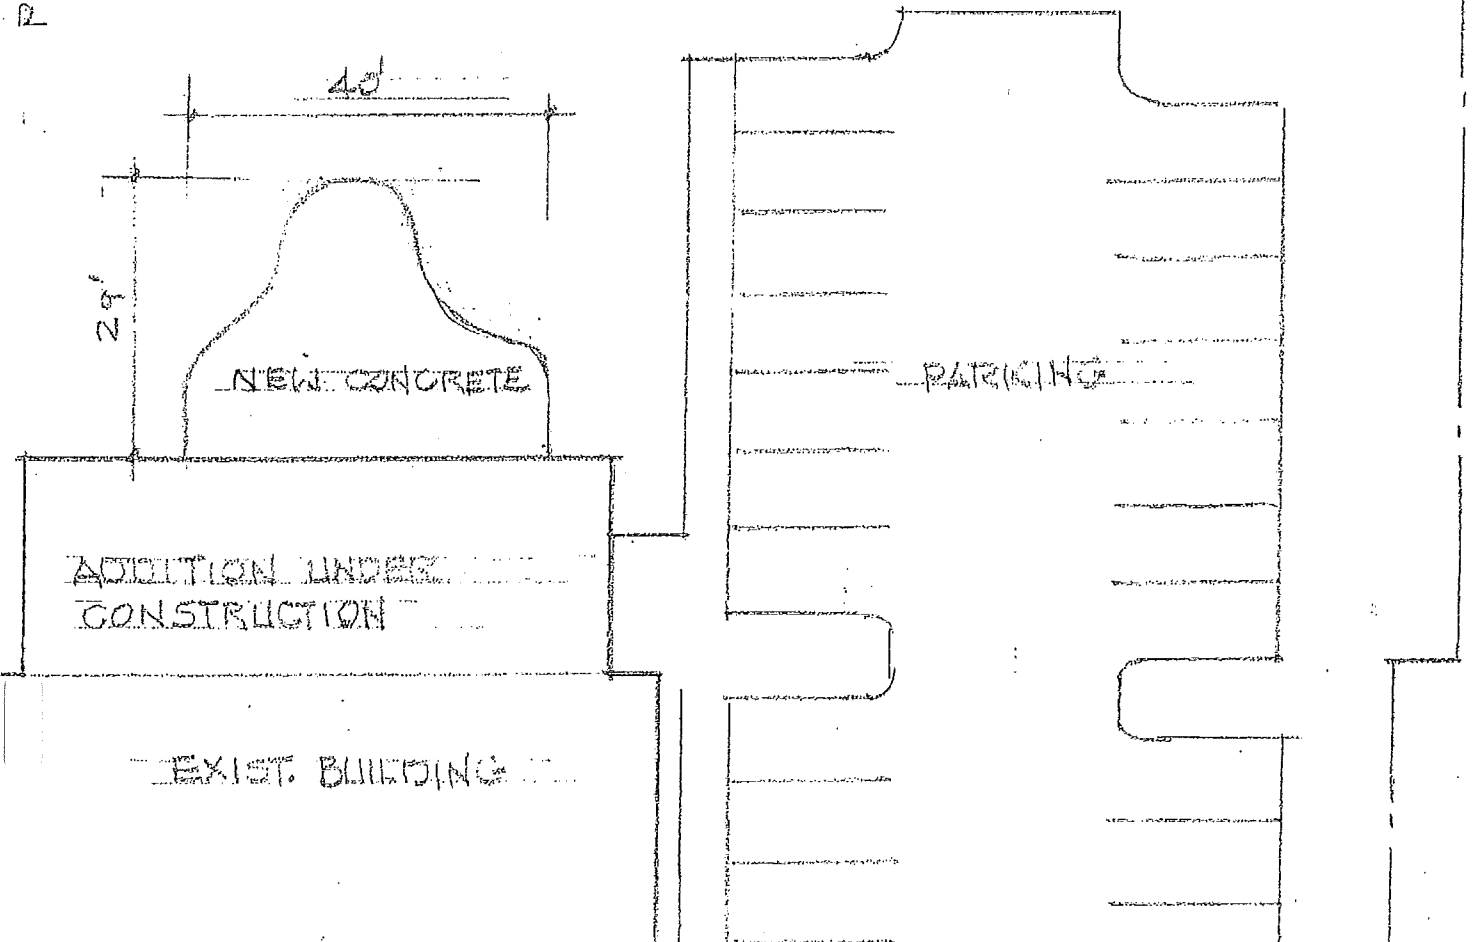 40'
29'
NEW CONCRETE
PARKING
ADDITION UNDER
CONSTRUCTION
EXIST. BUILDING